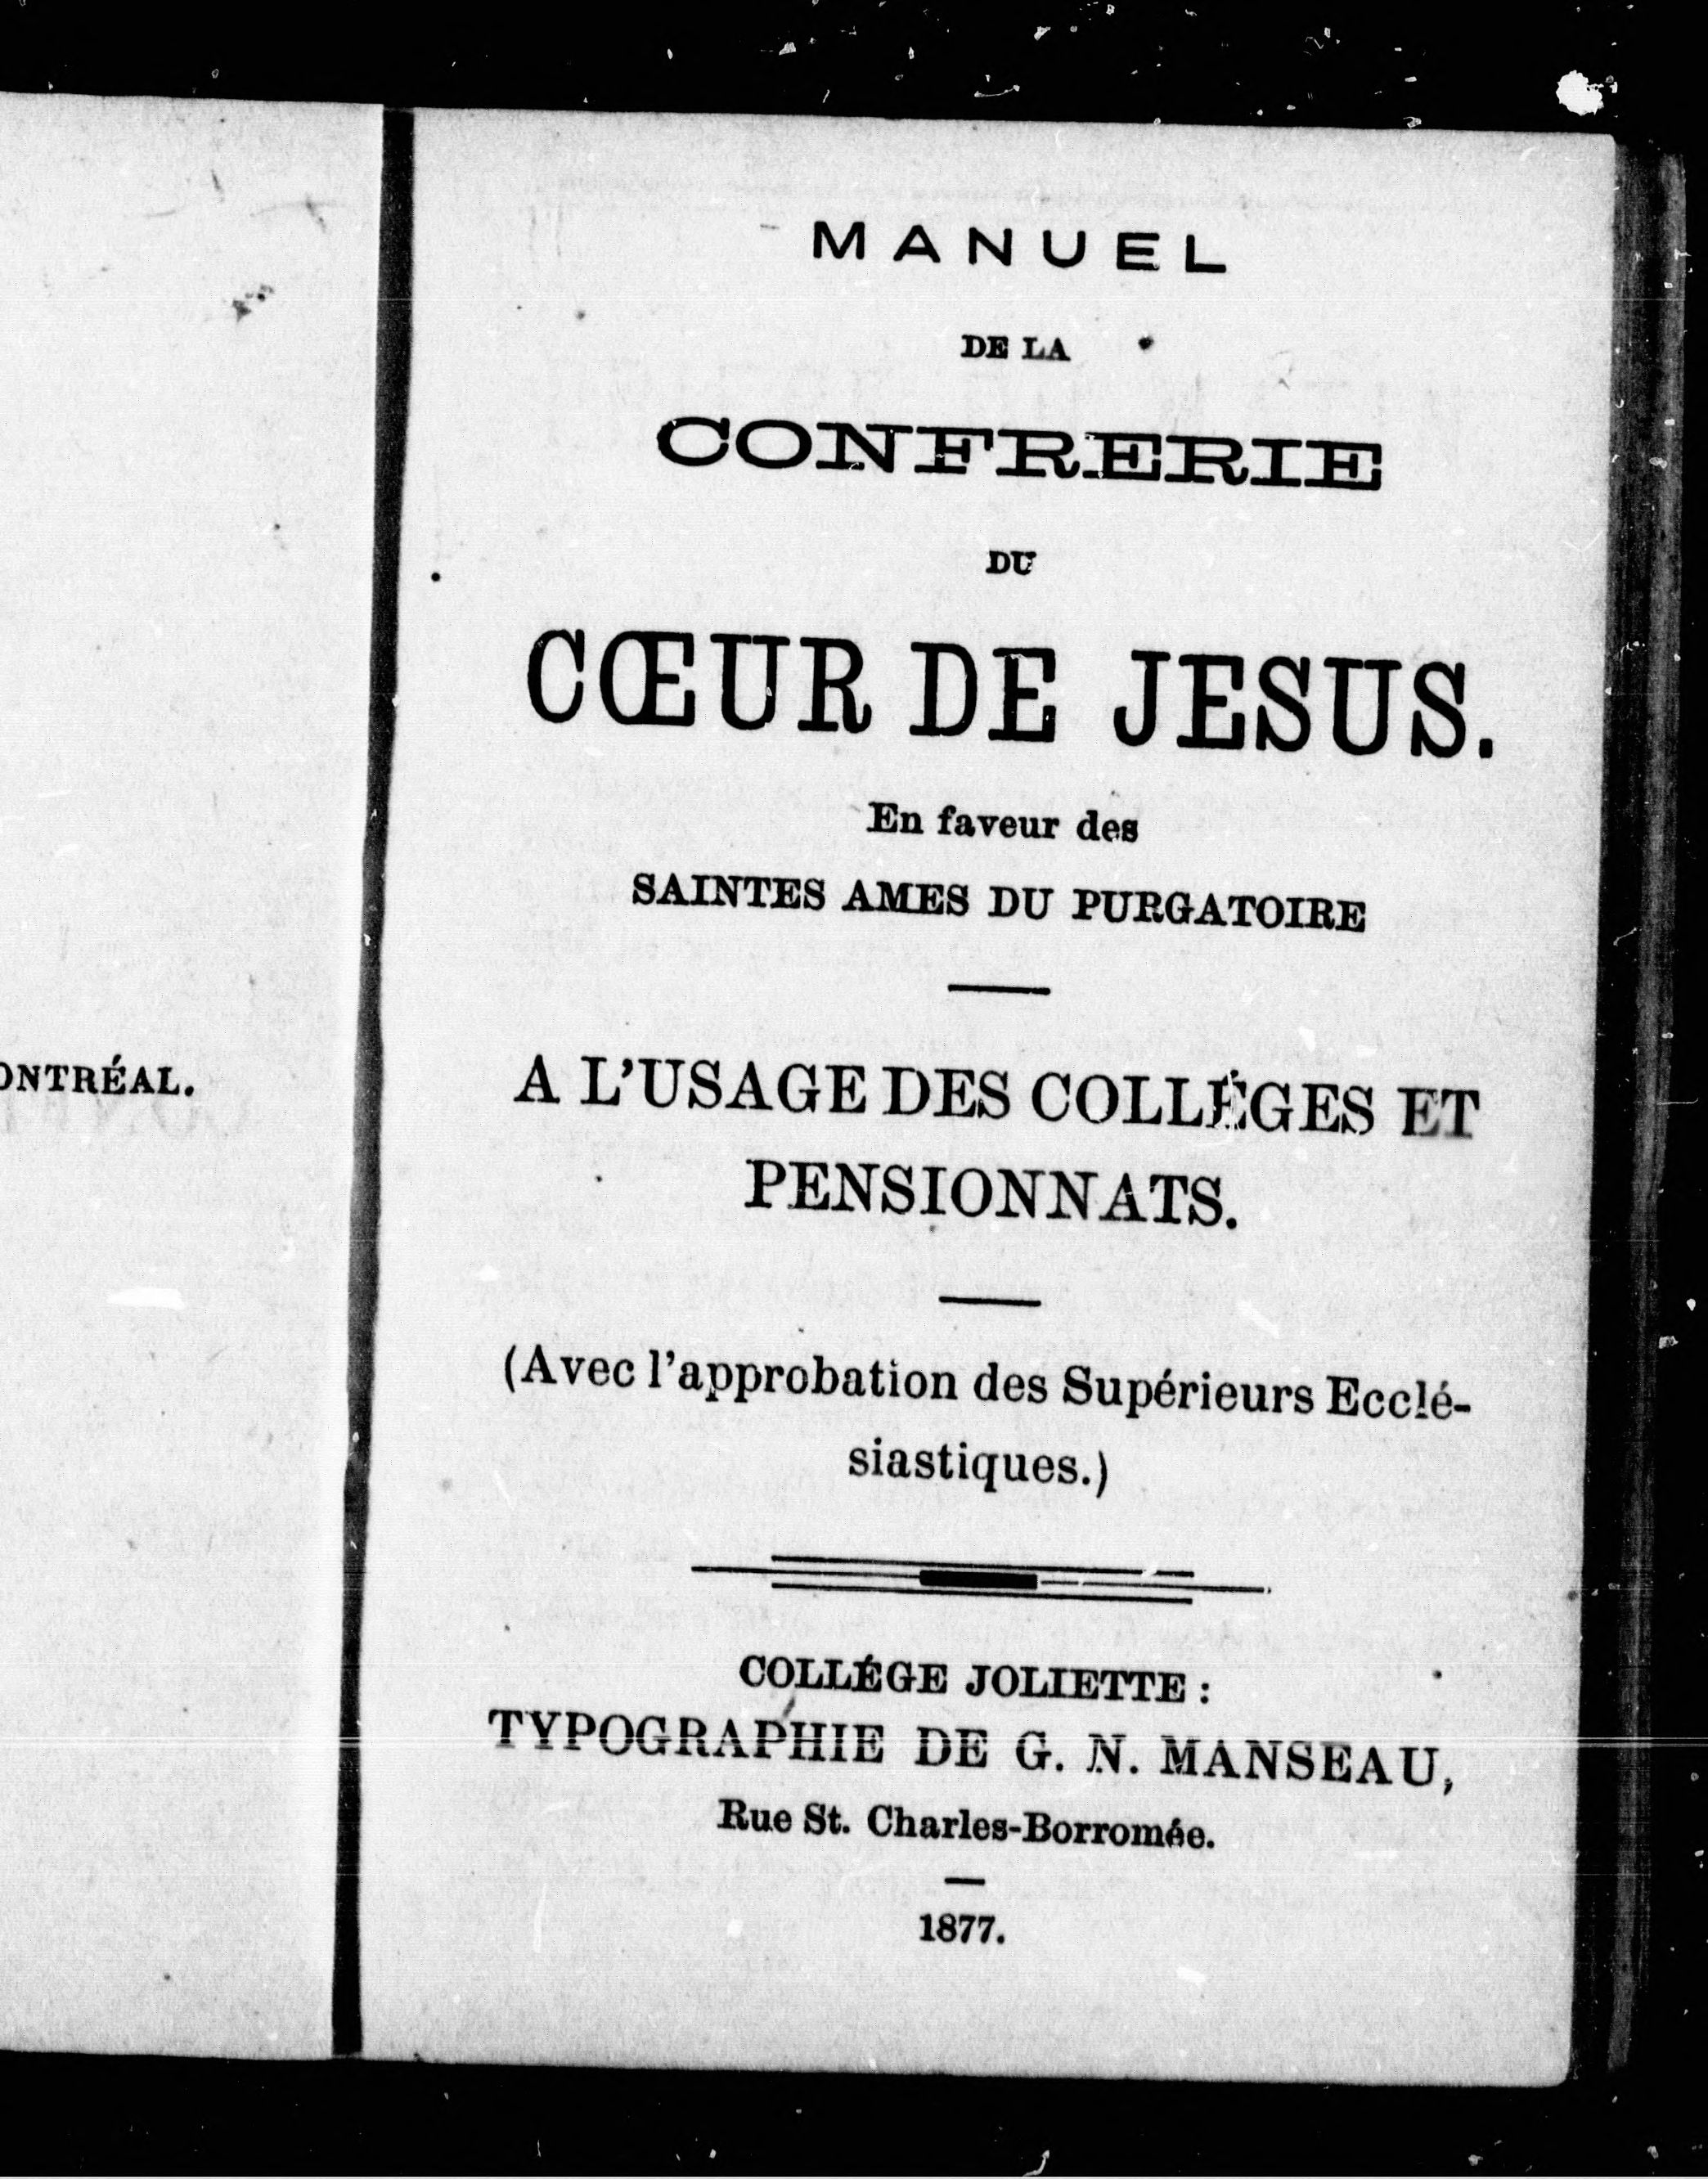 ONTRÉAL.
MANUEL
DE LA
CONFRERIE
DU
CŒUR DE JESUS.
En faveur des
SAINTES AMES DU PURGATOIRE
A L'USAGE DES COLLÉGES ET
PENSIONNATS.
(Avec l'approbation des Supérieurs Ecclé-
siastiques.)
COLLÉGE JOLIETTE :
TYPOGRAPHIE DE G. N. MANSEAU,
Rue St. Charles-Borromée.
1877.